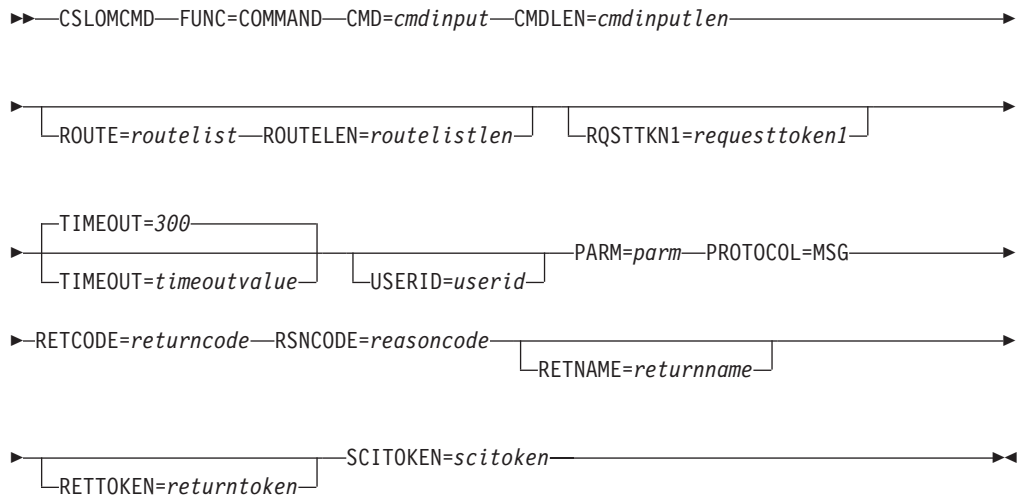 CSLOMCMD FUNC=COMMAND CMD=cmdinput CMDLEN=cmdinputlen
ROUTE=routelist ROUTELEN=routelistlen RQSTTKN1=requesttoken1
TIMEOUT=300
PARM=parm PROTOCOL=MSG
TIMEOUT=timeoutvalue USERID=userid
RETCODE=returncode RSNCODE=reasoncode
RETNAME=returnname
SCITOKEN=scitoken
RETTOKEN=returntoken